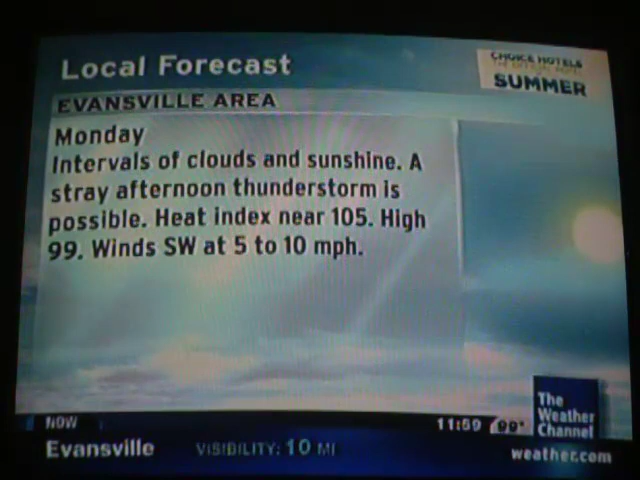 Local Forecast
CHOICE HOTELS
SUMMER
EVANSVILLE AREA
Monday
Intervals of clouds and sunshine. A
stray afternoon thunderstorm is
possible. Heat index near 105. High
99. Winds SW at 5 to 10 mph.
NOW
11:59
The
Weather
Channel
Evansville
VISIBILITY: 10 MI
weather.com